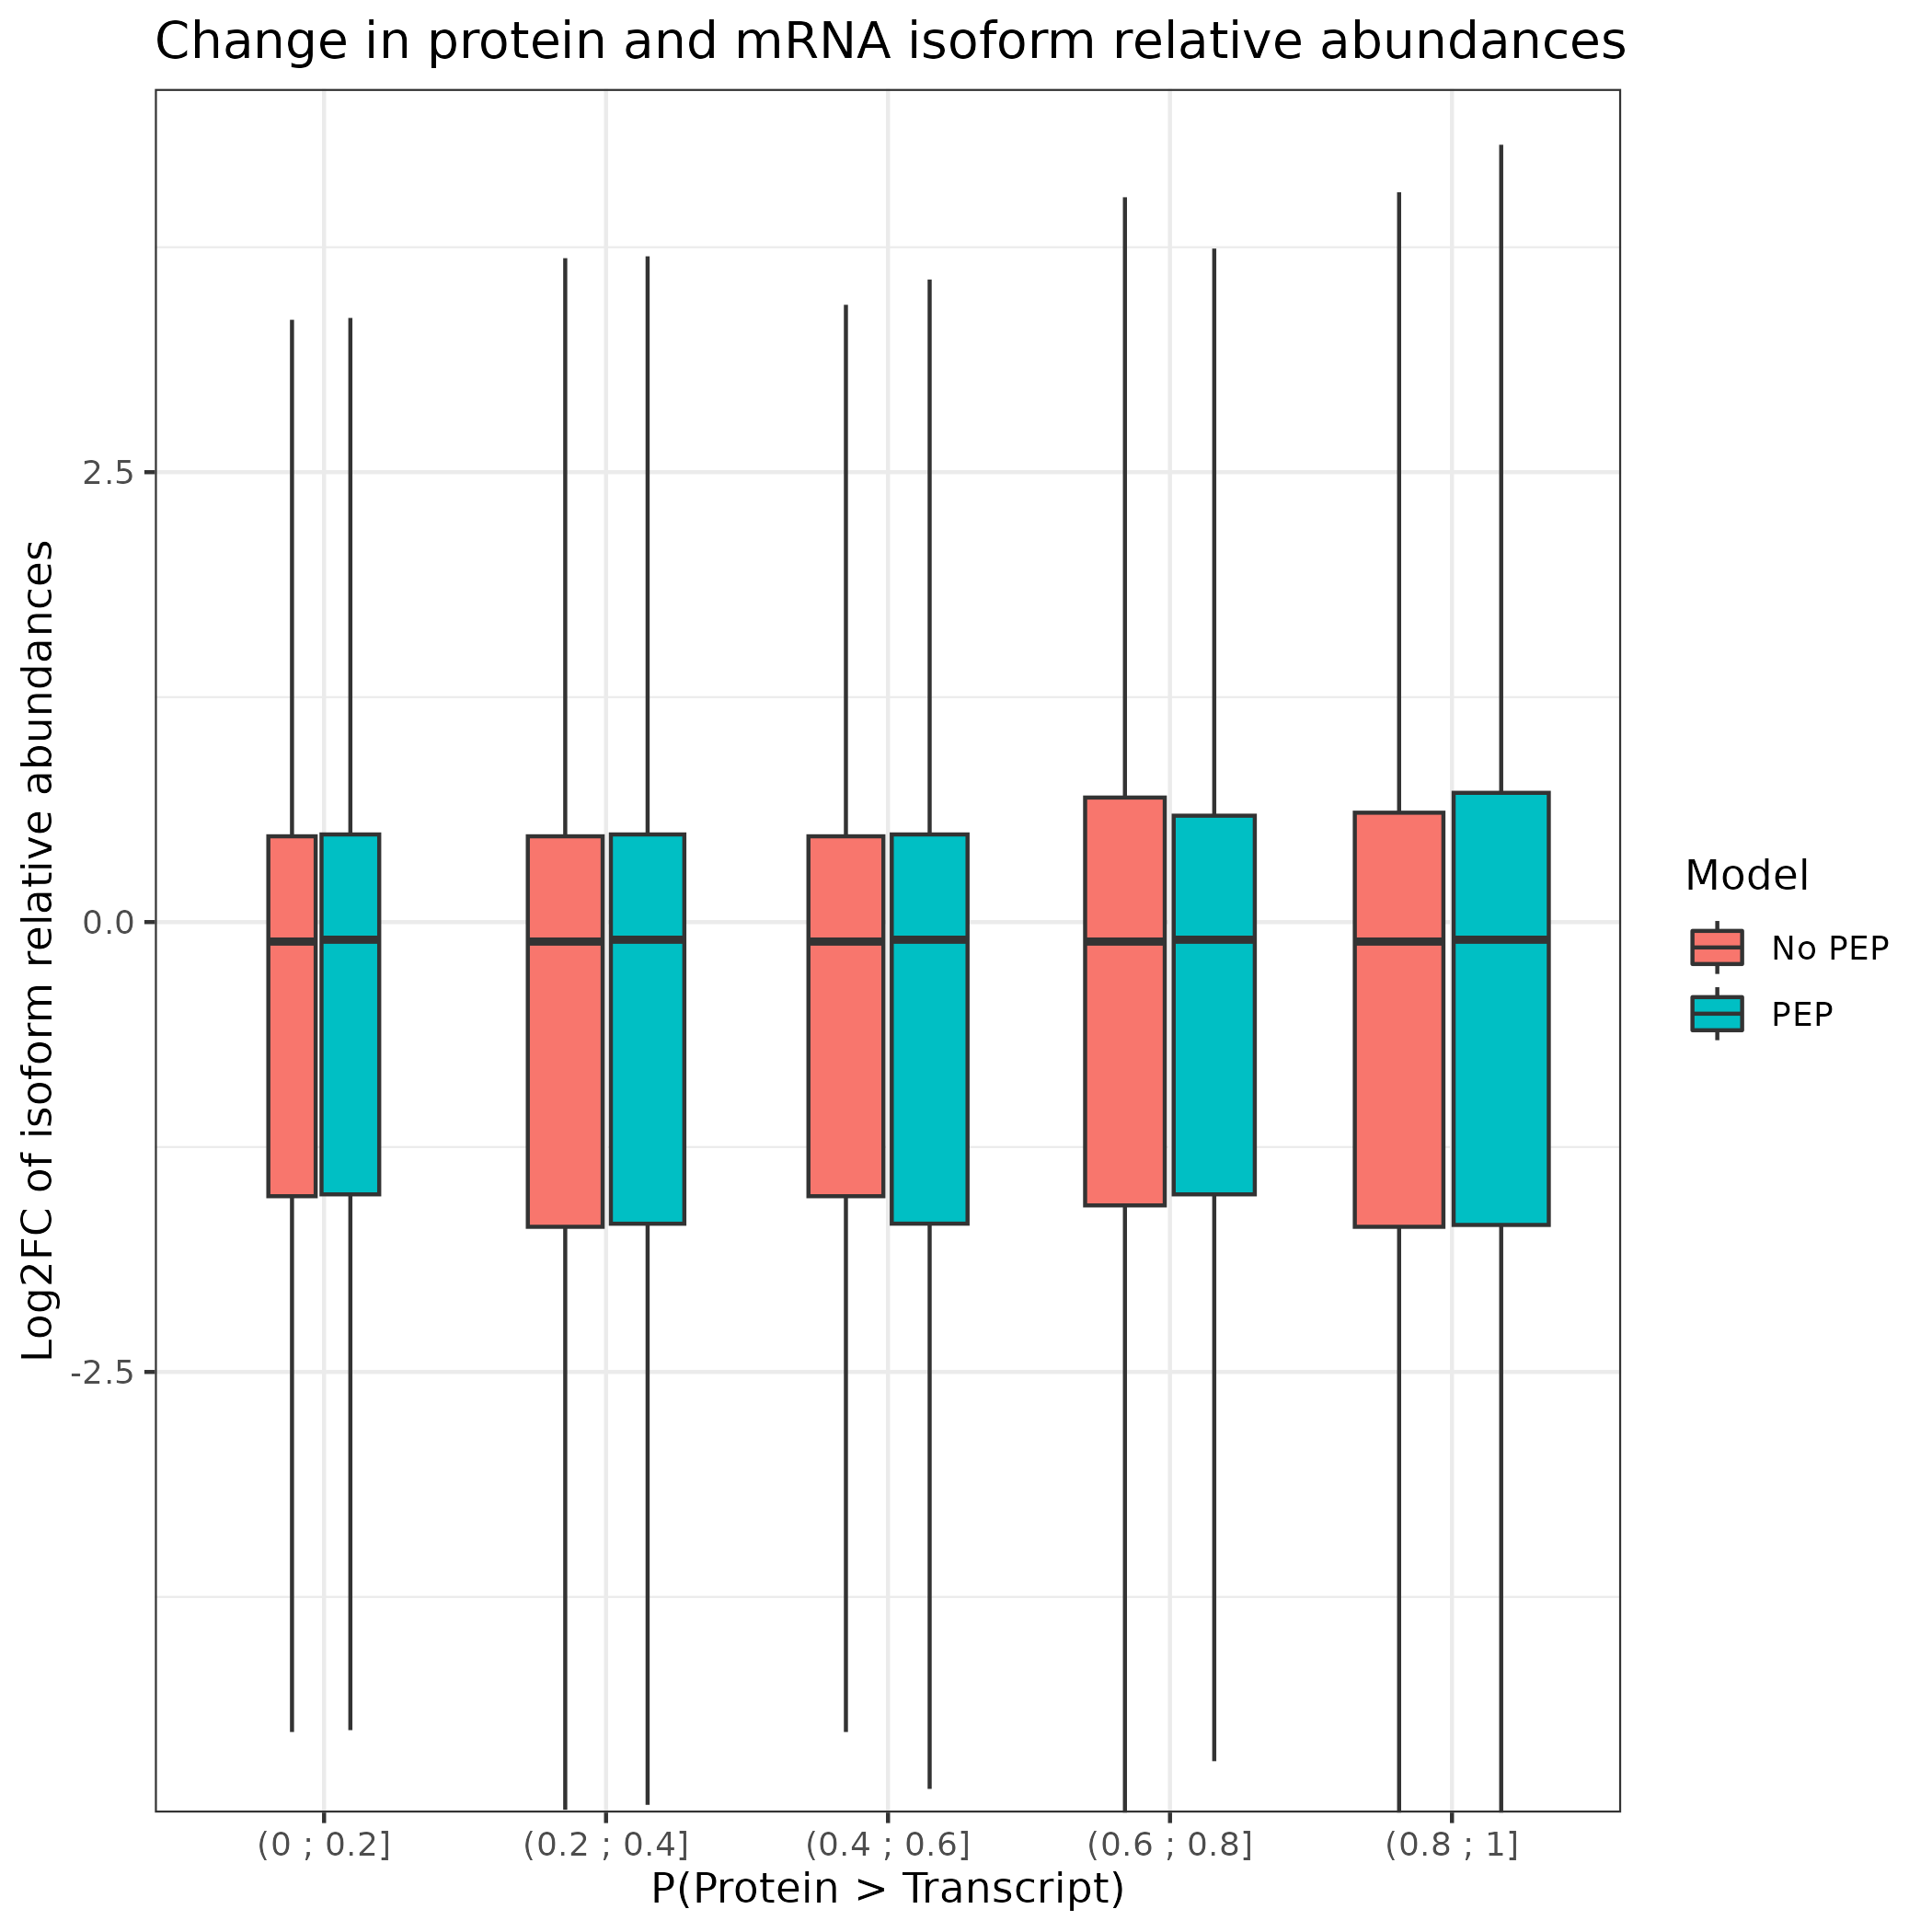 Change in protein and mRNA isoform relative abundances
Log2FC of isoform relative abundances
2.5
0.0
-2.5
(0 ; 0.2]
(0.2 ; 0.4]
(0.4 ; 0.6]
(0.6 ; 0.8]
(0.8 ; 1]
P(Protein > Transcript)
Model
No PEP
PEP